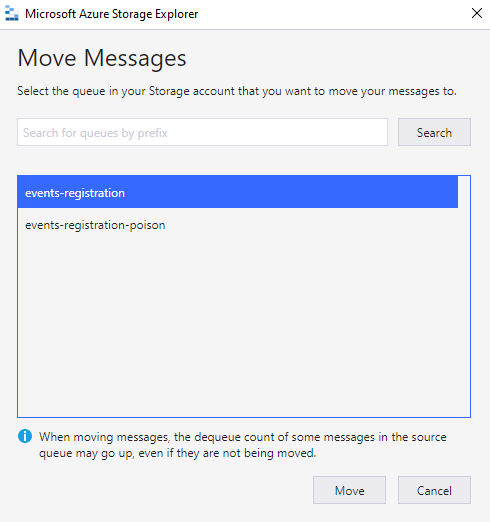 Microsoft Azure Storage Explorer
Move Messages
Select the queue in your Storage account that you want to move your messages to.
Search for queues by prefix
Search
events-registration
events-registration-poison
When moving messages, the dequeue count of some messages in the source
queue may go up, even if they are not being moved.
Move
Cancel